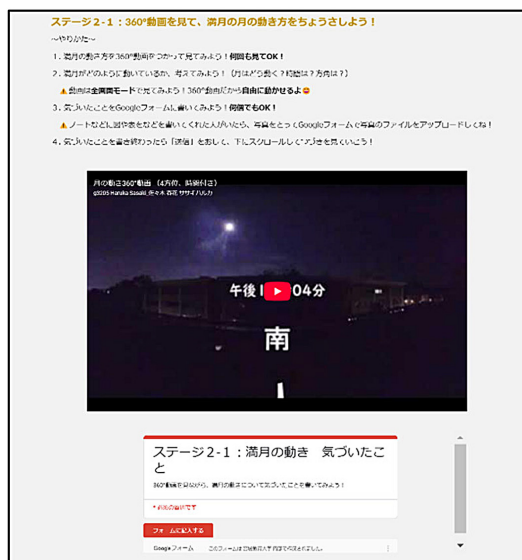 ステージ2-1：360°動画を見て、満月の月の動き方をちょうさしよう！
～やりかた～
1. 満月の動き方を360°動画をつかって見てみよう！何回も見てOK！
2. 満月がどのように動いているか、考えてみよう！（月はどう動く？時間は？方角は？）
⚠動画は全画面モードで見てみよう！360°動画だから自由に動かせるよ😄
3. 気づいたことをGoogleフォームに書いてみよう！何個でもOK！
⚠ノートなどに図や表をなどを書いてくれた人がいたら、写真をとってGoogleフォームで写真のファイルをアップロードしてね！
4. 気づいたことを書き終わったら「送信」をおして、下にスクロールしてつづきを見ていこう！
月の動き360°動画 （4方位、時刻付き）
午後1 04分
南
ステージ2-1：満月の動き　気づいたこ
と
360°動画を見ながら、満月の動きについて気づいたことを書いてみよう！
フォームに記入する
Googleフォーム